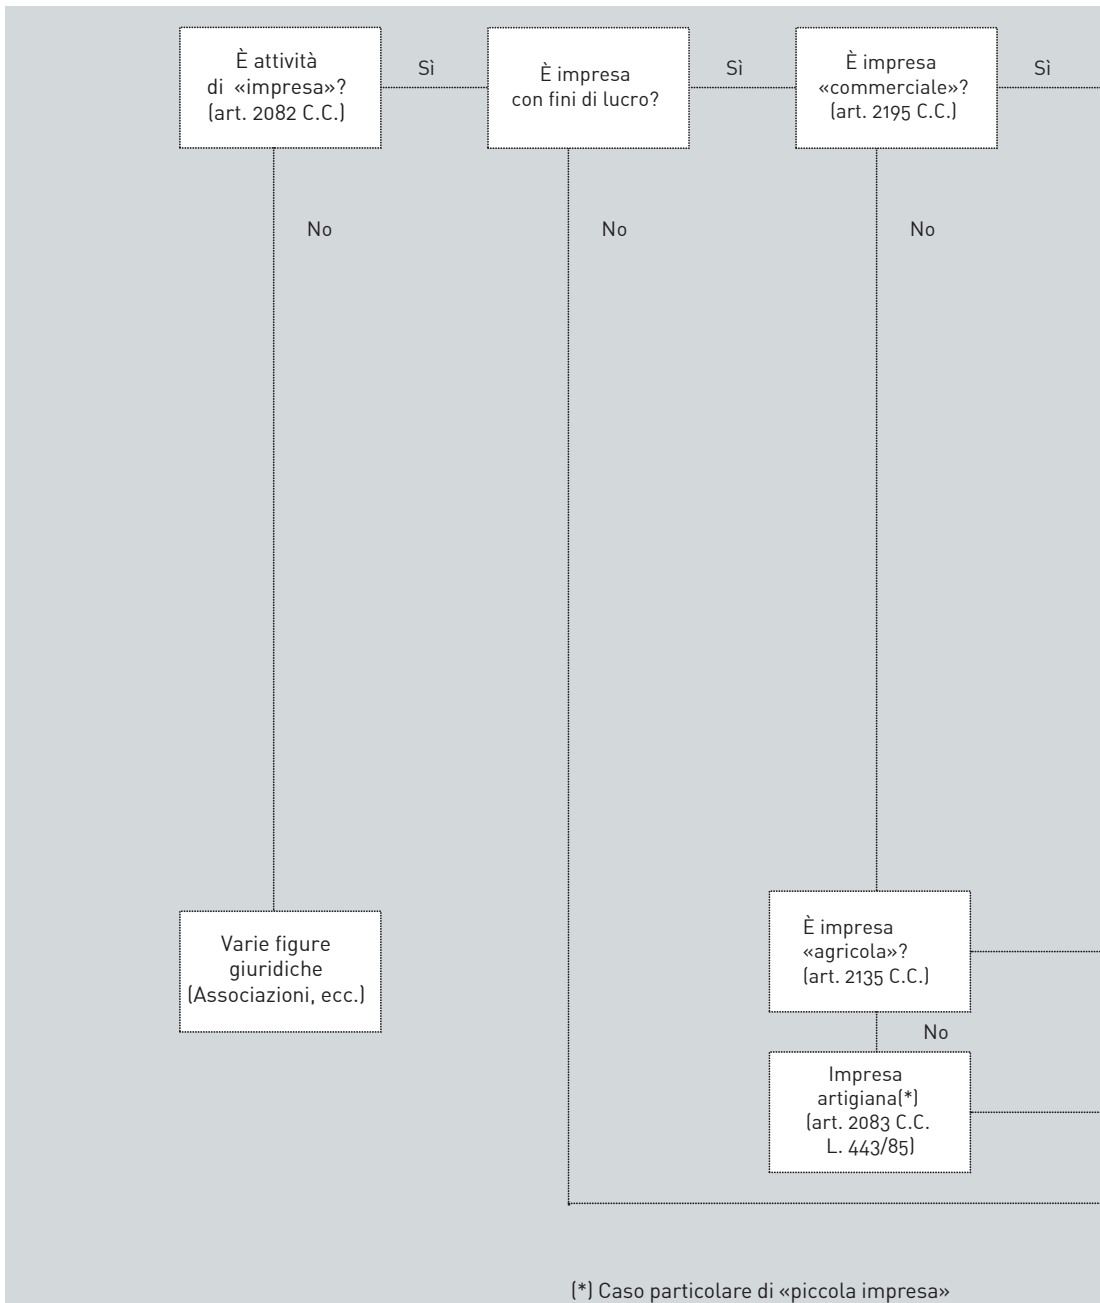 È attività
di «impresa»?
(art. 2082 C.C.)
Sì
È impresa
con fini di lucro?
Sì
È impresa
«commerciale»?
(art. 2195 C.C.)
Sì
No
No
No
Varie figure
giuridiche
(Associazioni, ecc.)
È impresa
«agricola»?
(art. 2135 C.C.)
No
Impresa
artigiana(*)
(art. 2083 C.C.
L. 443/85)
(*) Caso particolare di «piccola impresa»